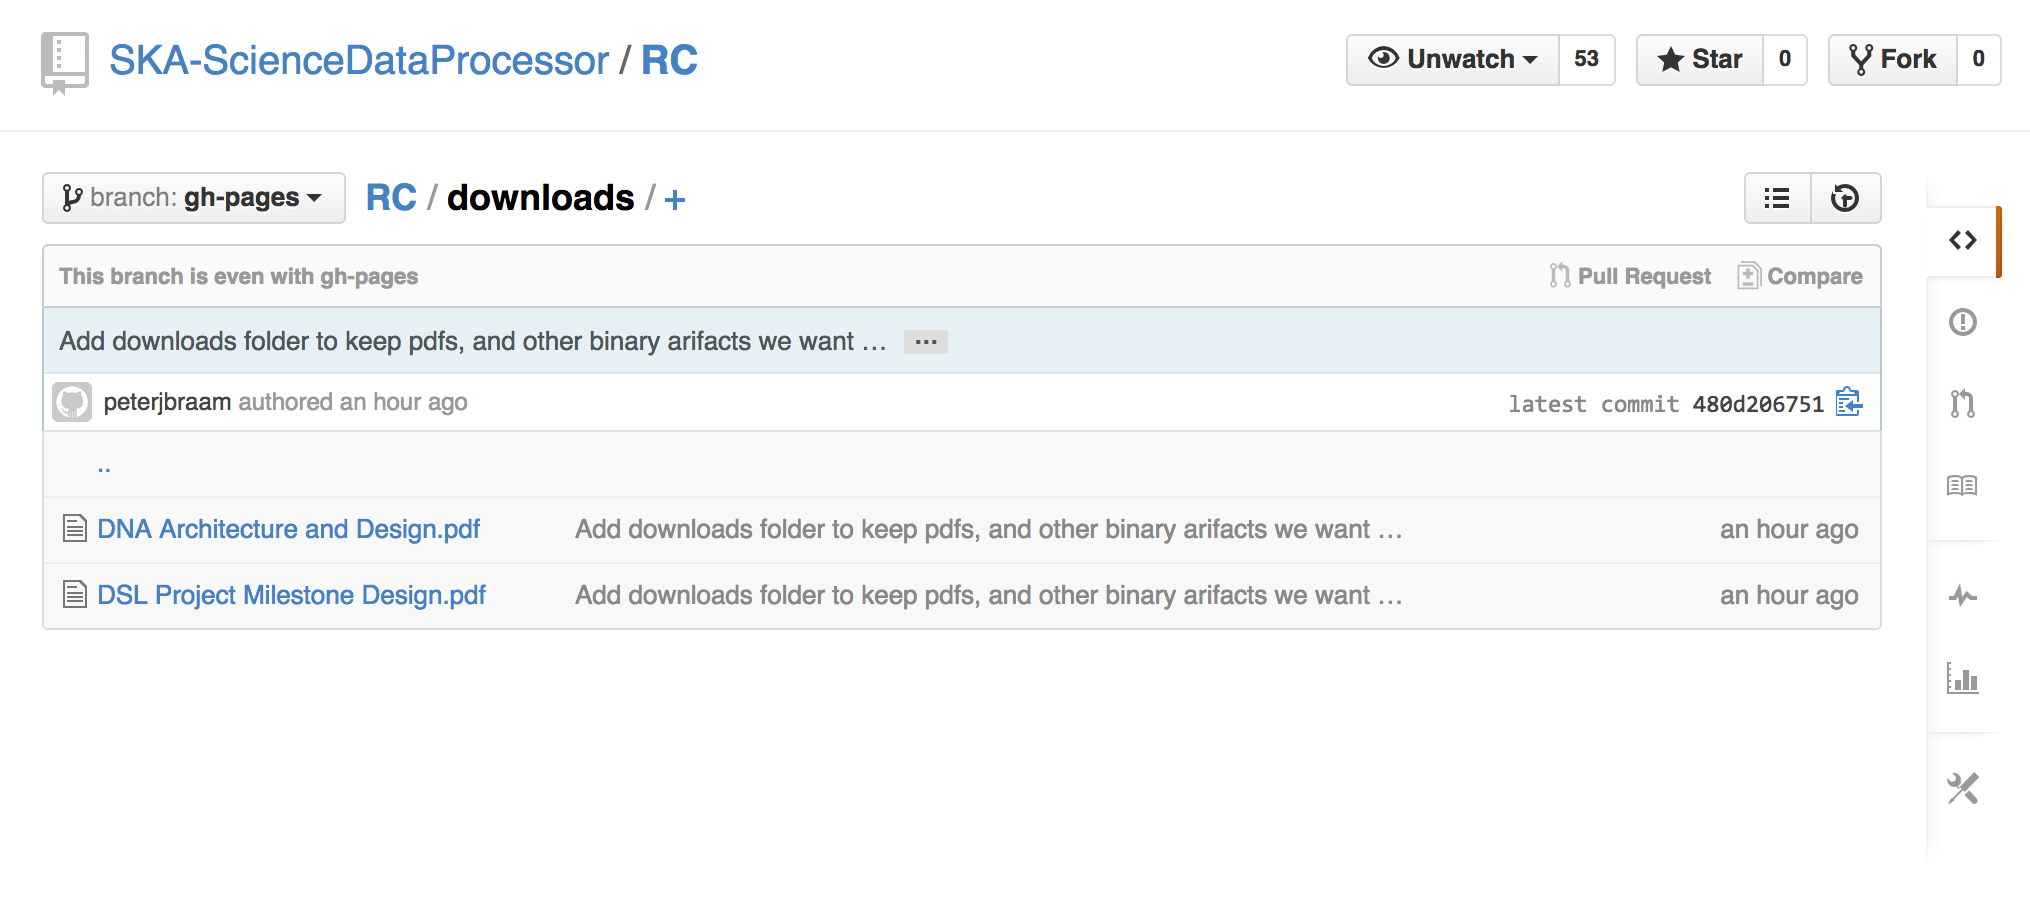 SKA-ScienceDataProcessor / RC
Unwatch 53 Star 0 Fork 0
branch: gh-pages RC / downloads / +
This branch is even with gh-pages Pull Request Compare
Add downloads folder to keep pdfs, and other binary arifacts we want … ...
peterjbraam authored an hour ago latest commit 480d206751
..
DNA Architecture and Design.pdf Add downloads folder to keep pdfs, and other binary arifacts we want … an hour ago
DSL Project Milestone Design.pdf Add downloads folder to keep pdfs, and other binary arifacts we want … an hour ago